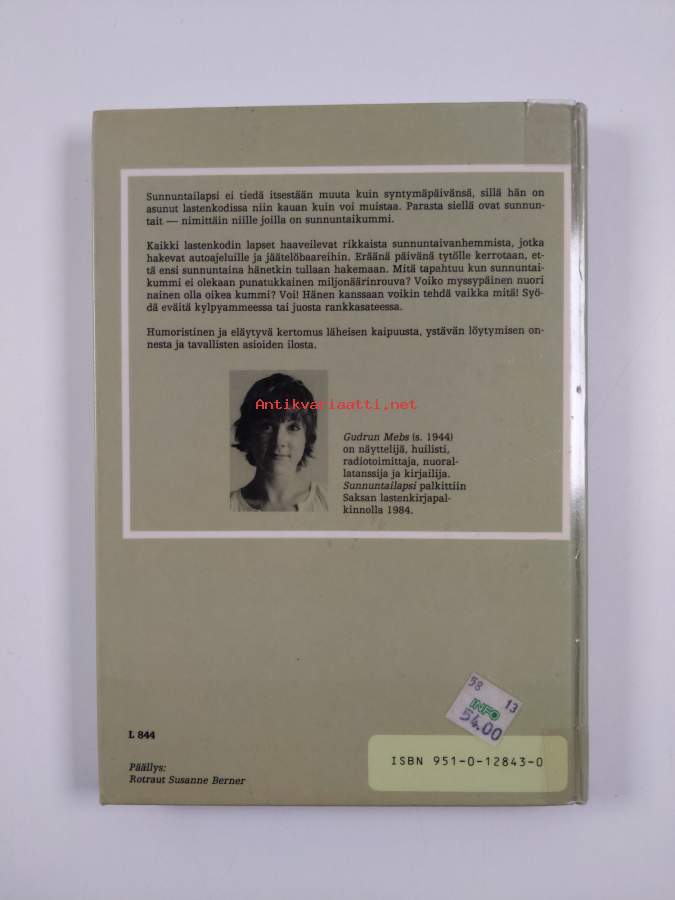 Sunnuntailapsi ei tiedä itsestään muuta kuin syntymäpäivänsä, sillä hän on
asunut lastenkodissa niin kauan kuin voi muistaa. Parasta siellä ovat sunnun-
tait — nimittäin niille joilla on sunnuntaikummi.
Kaikki lastenkodin lapset haaveilevat rikkaista sunnuntaivanhemmista, jotka
hakevat autoajeluille ja jäätelöbaareihin. Eräänä päivänä tytölle kerrotaan, et-
tä ensi sunnuntaina hänetkin tullaan hakemaan. Mitä tapahtuu kun sunnuntai-
kummi ei olekaan punatukkainen miljonäärinrouva? Voiko myssypäinen nuori
nainen olla oikea kummi? Voi! Hänen kanssaan voikin tehdä vaikka mitä! Syö-
dä eväitä kylpyammeessa tai juosta rankkasateessa.
Humoristinen ja eläytyvä kertomus läheisen kaipuusta, ystävän löytymisen on-
nesta ja tavallisten asioiden ilosta.
Antikvariaatti.net
Gudrun Mebs (s. 1944)
on näyttelijä, huilisti,
radiotoimittaja, nuoral-
latanssija ja kirjailija.
Sunnuntailapsi palkittiin
Saksan lastenkirjapal-
kinnolla 1984.
58 13
INFO
54.00
L 844
ISBN 951-0-12843-0
Päällys:
Rotraut Susanne Berner